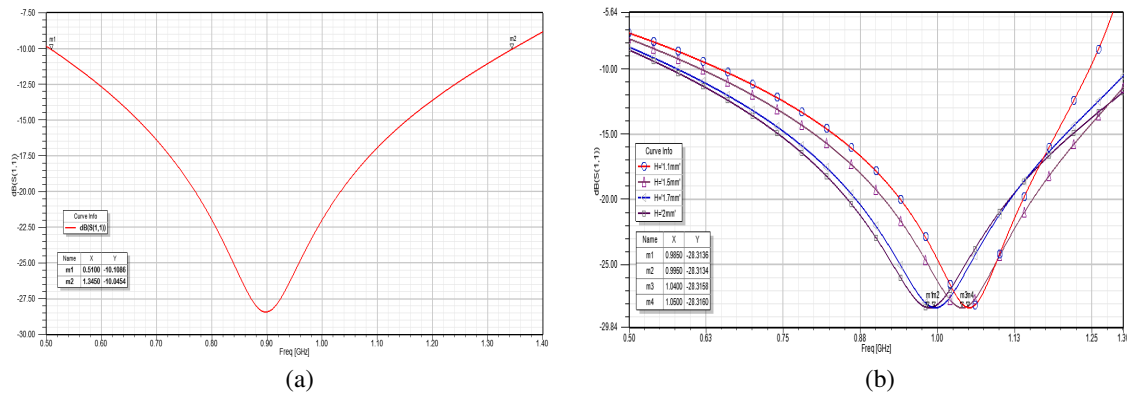 -7.50
-10.00
-12.50
-15.00
-17.50
-20.00
-22.50
-25.00
-27.50
-30.00
dB(S(1,1))
m1
m2
Curve Info
dB(S(1,1))
Name X Y
m1 0.5100 -10.1086
m2 1.3450 -10.0454
0.50 0.60 0.70 0.80 0.90 1.00 1.10 1.20 1.30 1.40
Freq [GHz]
(a)
-5.64
-10.00
-15.00
-20.00
-25.00
-29.84
dB(S(1,1))
Curve Info
H='1.1mm'
H='1.5mm'
H='1.7mm'
H='2mm'
Name X Y
m1 0.9850 -28.3136
m2 0.9950 -28.3134
m3 1.0400 -28.3158
m4 1.0500 -28.3160
m1 m2
m3 m4
0.50 0.63 0.75 0.88 1.00 1.13 1.25 1.30
Freq [GHz]
(b)